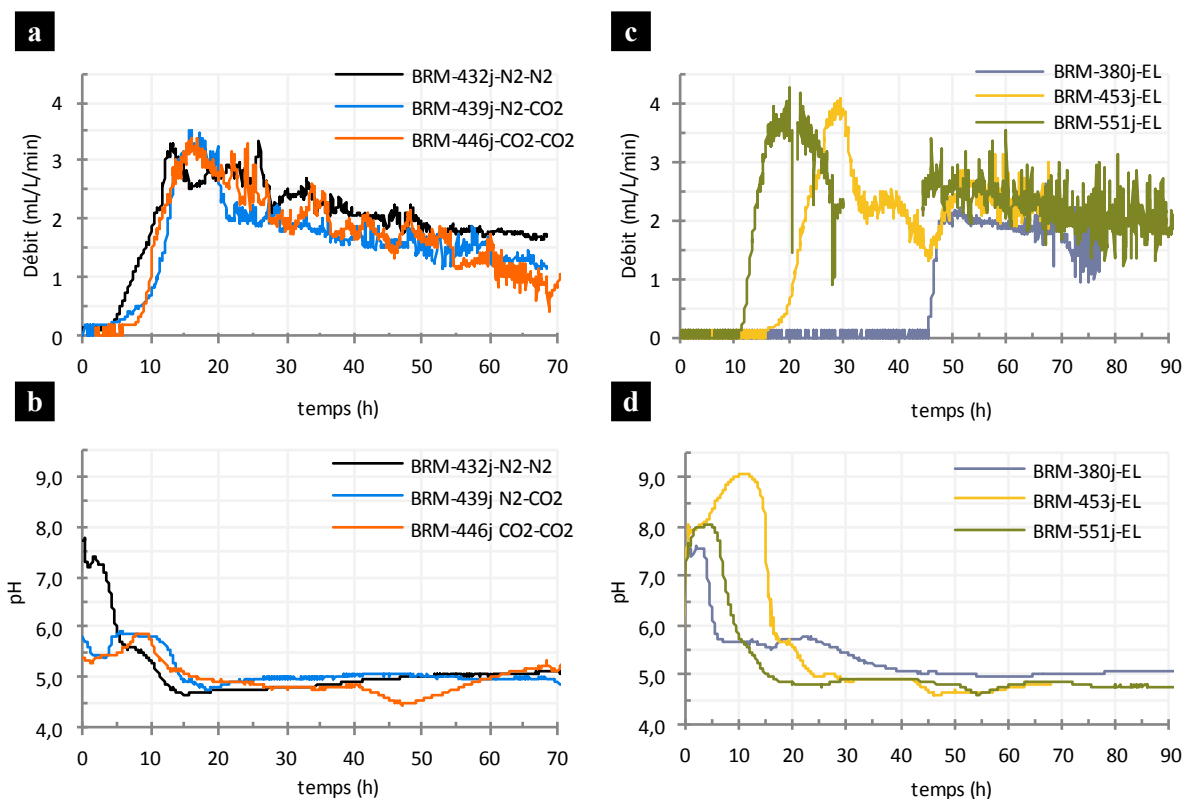 a
BRM-432j-N2-N2
BRM-439j-N2-CO2
BRM-446j-CO2-CO2
Débit (mL/L/min)
4
3
2
1
0
0 10 20 30 40 50 60 70
temps (h)
c
BRM-380j-EL
BRM-453j-EL
BRM-551j-EL
Débit (mL/L/min)
4
3
2
1
0
0 10 20 30 40 50 60 70 80 90
temps (h)
b
BRM-432j-N2-N2
BRM-439j N2-CO2
BRM-446j CO2-CO2
pH
9,0
8,0
7,0
6,0
5,0
4,0
0 10 20 30 40 50 60 70
temps (h)
d
BRM-380j-EL
BRM-453j-EL
BRM-551j-EL
pH
9,0
8,0
7,0
6,0
5,0
4,0
0 10 20 30 40 50 60 70 80 90
temps (h)